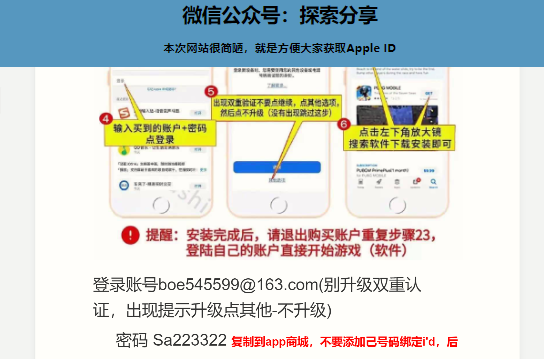 微信公众号：探索分享
本次网站很简陋，就是方便大家获取Apple ID
⑤
出现双重验证不要点继续，点其他选项，
然后点不升级（没有出现跳过这步）
④
输入买到的账户+密码
点登录
⑥
点击左下角放大镜
搜索软件下载安装即可
提醒：安装完成后，请退出购买账户重复步骤23，
登陆自己的账户直接开始游戏（软件）
登录账号boe545599@163.com(别升级双重认
证，出现提示升级点其他-不升级)
密码 Sa223322 复制到app商城，不要添加己号码绑定i'd，后